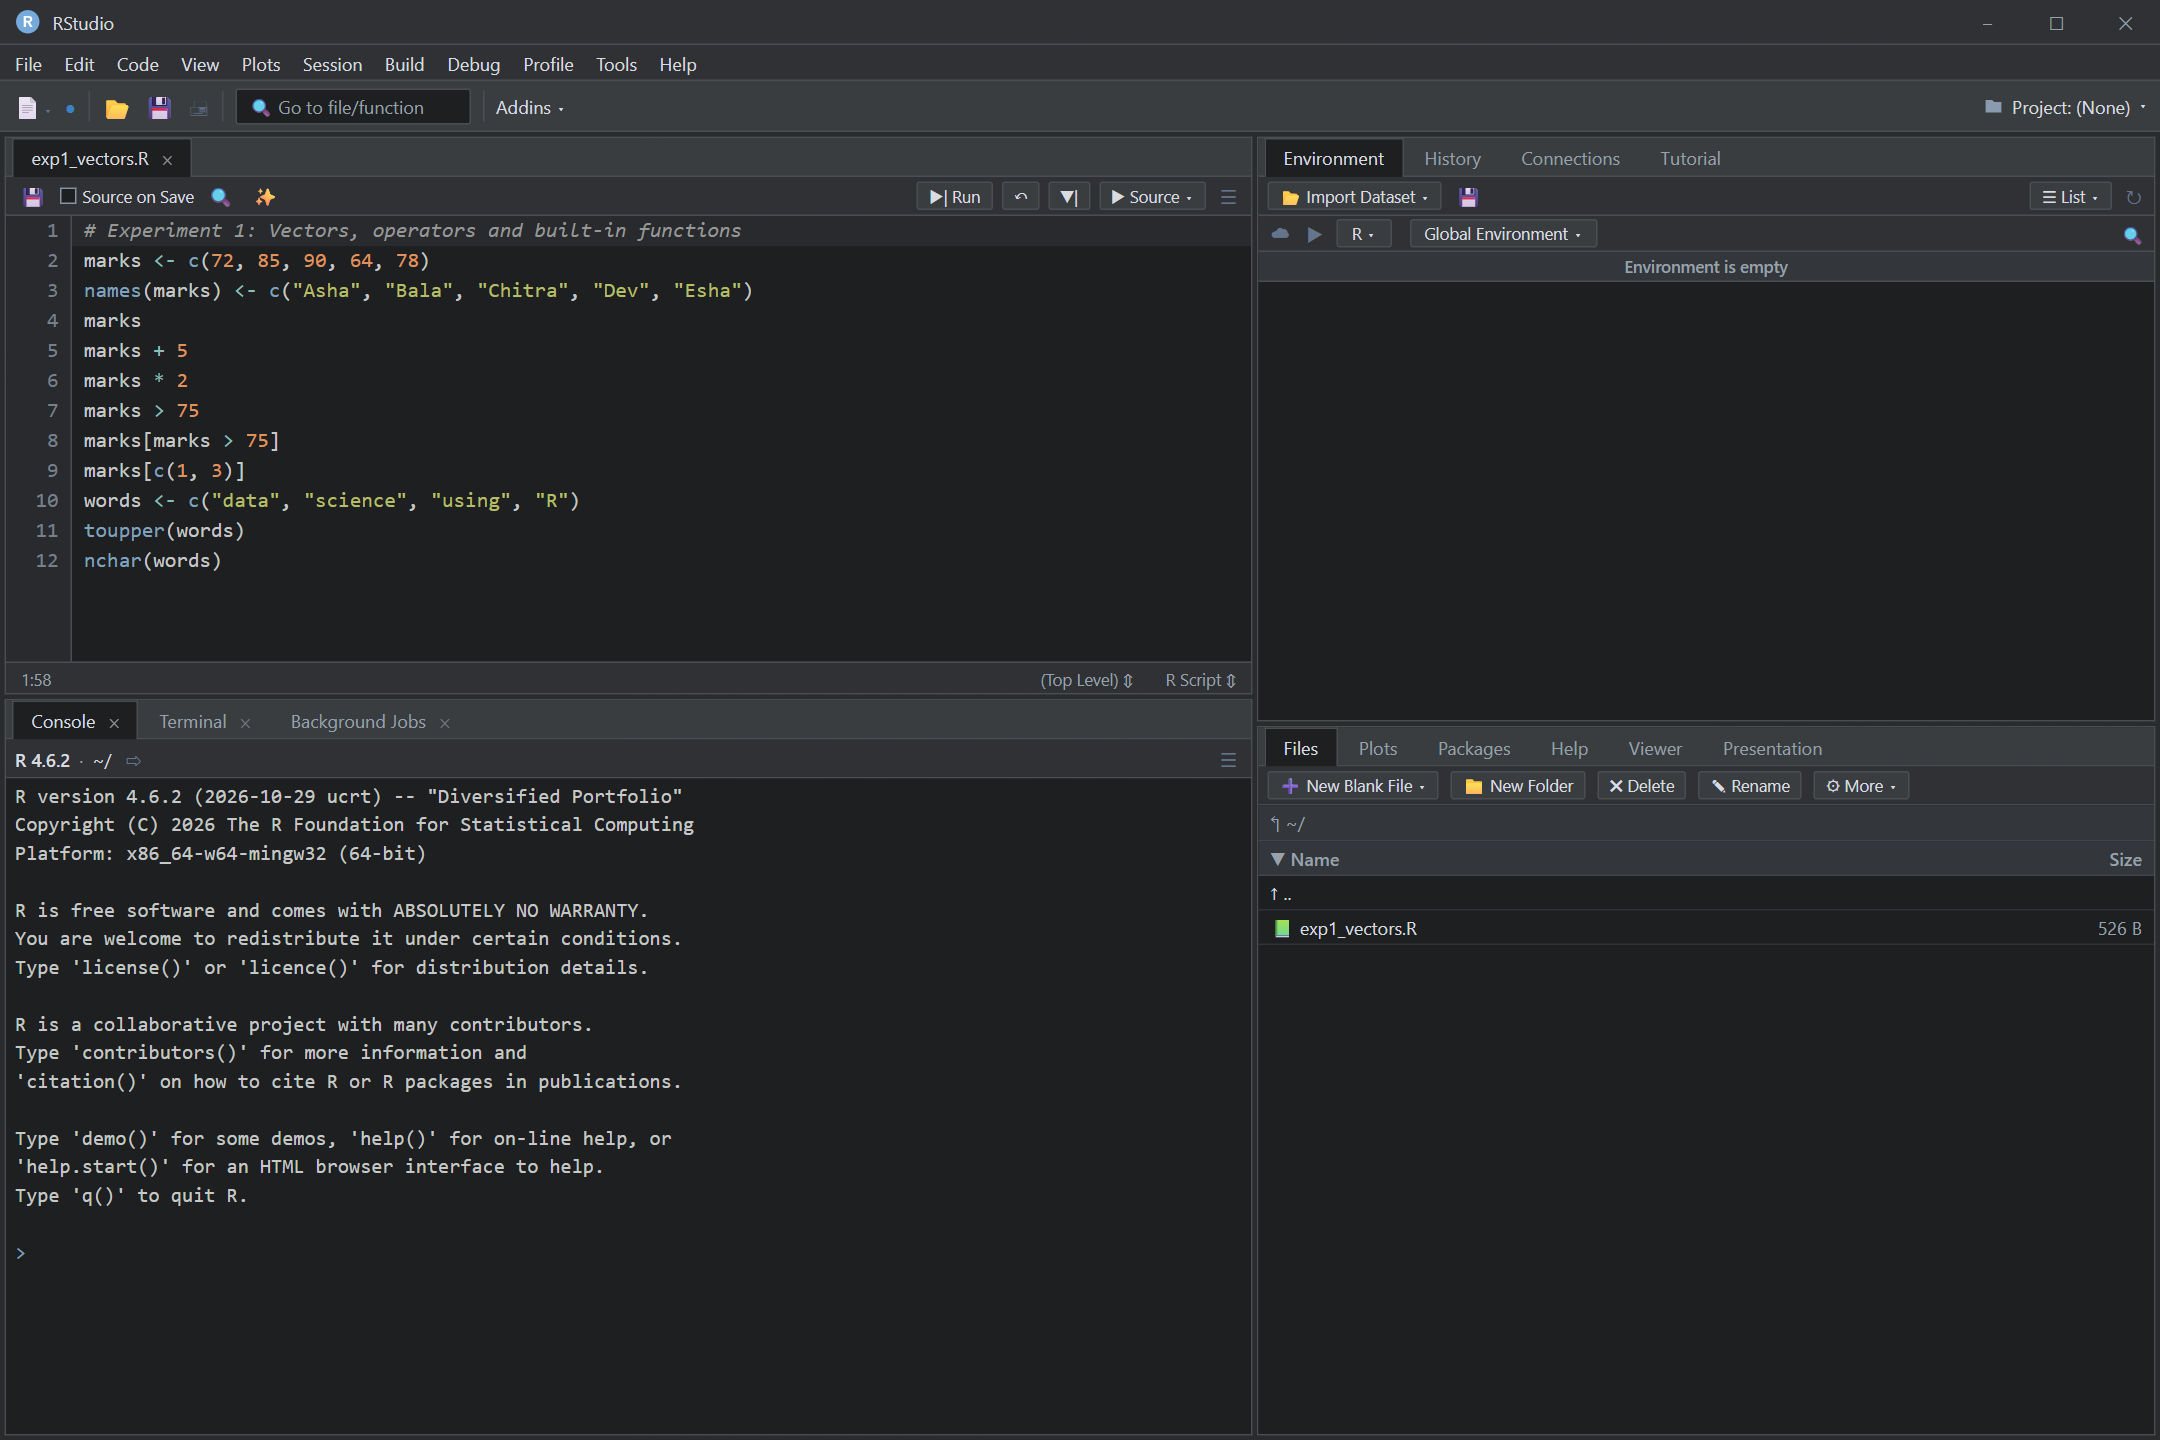 RStudio
File Edit Code View Plots Session Build Debug Profile Tools Help
Go to file/function Addins Project: (None)
exp1_vectors.R
Source on Save Run Source
1 # Experiment 1: Vectors, operators and built-in functions
2 marks <- c(72, 85, 90, 64, 78)
3 names(marks) <- c("Asha", "Bala", "Chitra", "Dev", "Esha")
4 marks
5 marks + 5
6 marks * 2
7 marks > 75
8 marks[marks > 75]
9 marks[c(1, 3)]
10 words <- c("data", "science", "using", "R")
11 toupper(words)
12 nchar(words)
1:58 (Top Level) R Script
Console Terminal Background Jobs
R 4.6.2 · ~/
R version 4.6.2 (2026-10-29 ucrt) -- "Diversified Portfolio"
Copyright (C) 2026 The R Foundation for Statistical Computing
Platform: x86_64-w64-mingw32 (64-bit)
R is free software and comes with ABSOLUTELY NO WARRANTY.
You are welcome to redistribute it under certain conditions.
Type 'license()' or 'licence()' for distribution details.
R is a collaborative project with many contributors.
Type 'contributors()' for more information and
'citation()' on how to cite R or R packages in publications.
Type 'demo()' for some demos, 'help()' for on-line help, or
'help.start()' for an HTML browser interface to help.
Type 'q()' to quit R.
>
Environment History Connections Tutorial
Import Dataset List
R Global Environment
Environment is empty
Files Plots Packages Help Viewer Presentation
New Blank File New Folder Delete Rename More
~/
Name Size
..
exp1_vectors.R 526 B